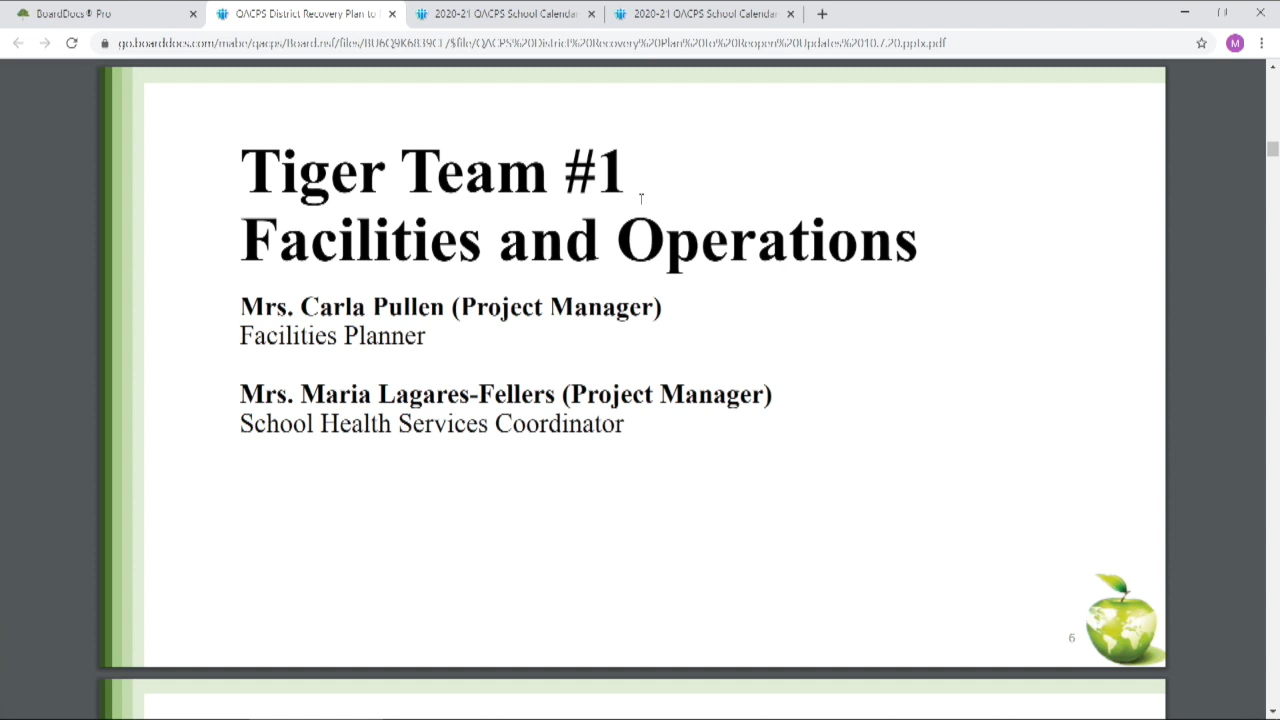 BoardDocs® Pro
QACPS District Recovery Plan to
2020-21 QACPS School Calendar
2020-21 QACPS School Calendar
Tiger Team #1
Facilities and Operations
Mrs. Carla Pullen (Project Manager)
Facilities Planner
Mrs. Maria Lagares-Fellers (Project Manager)
School Health Services Coordinator
6
M